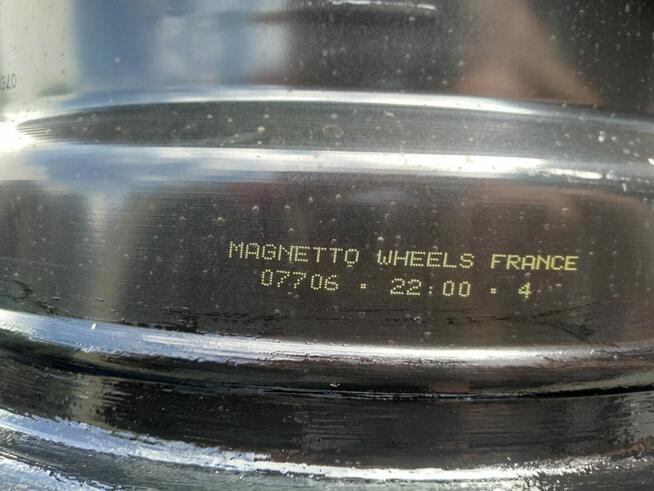 MAGNETTO WHEELS FRANCE
07706 · 22:00 · 4